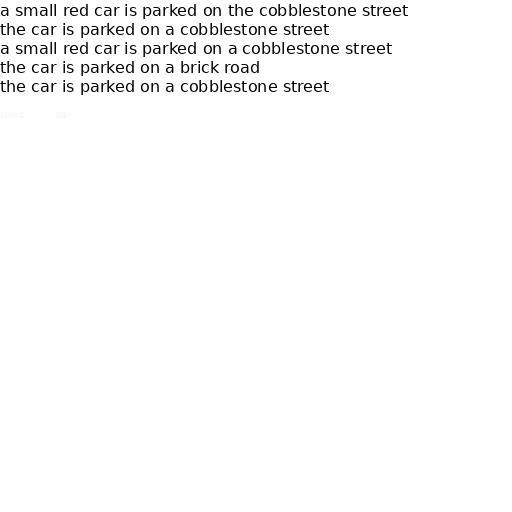 a small red car is parked on the cobblestone street
the car is parked on a cobblestone street
a small red car is parked on a cobblestone street
the car is parked on a brick road
the car is parked on a cobblestone street